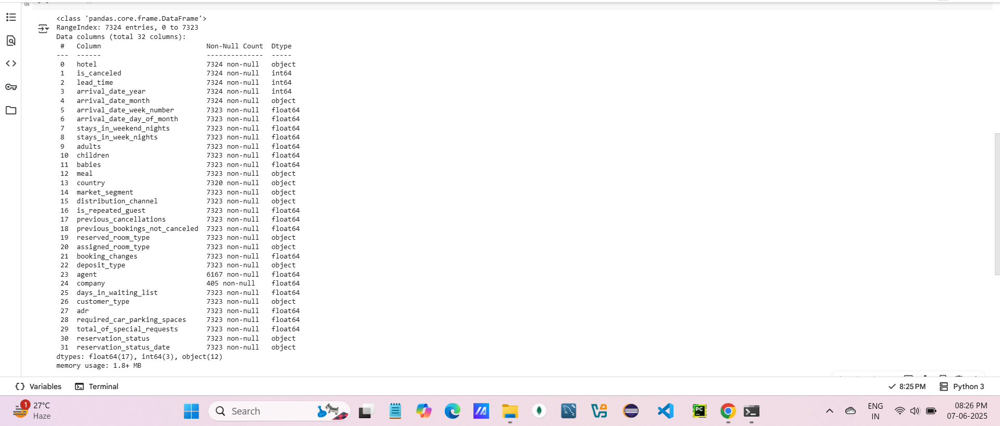 0s
<class 'pandas.core.frame.DataFrame'>
RangeIndex: 7324 entries, 0 to 7323
Data columns (total 32 columns):
#   Column                          Non-Null Count  Dtype
---  ------                          --------------  -----
0   hotel                           7324 non-null   object
1   is_canceled                     7324 non-null   int64
2   lead_time                       7324 non-null   int64
3   arrival_date_year               7324 non-null   int64
4   arrival_date_month              7324 non-null   object
5   arrival_date_week_number        7323 non-null   float64
6   arrival_date_day_of_month       7323 non-null   float64
7   stays_in_weekend_nights         7323 non-null   float64
8   stays_in_week_nights            7323 non-null   float64
9   adults                          7323 non-null   float64
10  children                        7323 non-null   float64
11  babies                          7323 non-null   float64
12  meal                            7323 non-null   object
13  country                         7320 non-null   object
14  market_segment                  7323 non-null   object
15  distribution_channel            7323 non-null   object
16  is_repeated_guest               7323 non-null   float64
17  previous_cancellations          7323 non-null   float64
18  previous_bookings_not_canceled  7323 non-null   float64
19  reserved_room_type              7323 non-null   object
20  assigned_room_type              7323 non-null   object
21  booking_changes                 7323 non-null   float64
22  deposit_type                    7323 non-null   object
23  agent                           6167 non-null   float64
24  company                         405 non-null    float64
25  days_in_waiting_list            7323 non-null   float64
26  customer_type                   7323 non-null   object
27  adr                             7323 non-null   float64
28  required_car_parking_spaces     7323 non-null   float64
29  total_of_special_requests       7323 non-null   float64
30  reservation_status              7323 non-null   object
31  reservation_status_date         7323 non-null   object
dtypes: float64(17), int64(3), object(12)
memory usage: 1.8+ MB
{} Variables Terminal 8:25 PM Python 3
1 27°C
Haze
Search
PC
ENG
IN
08:26 PM
07-06-2025